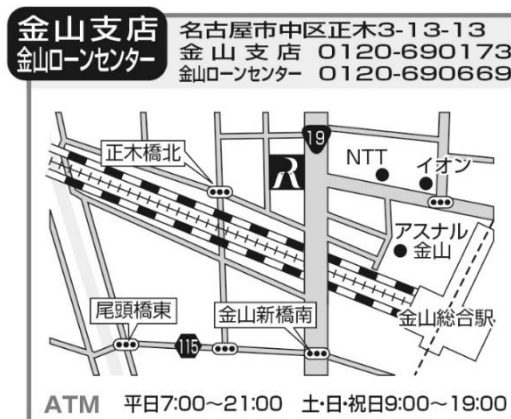 金山支店
金山ローンセンター
名古屋市中区正木3-13-13
金山支店 0120-690173
金山ローンセンター 0120-690669
正木橋北
19
R
NTT
イオン
アスナル
金山
尾頭橋東
115
金山新橋南
金山総合駅
ATM 平日7:00～21:00 土・日・祝日9:00～19:00